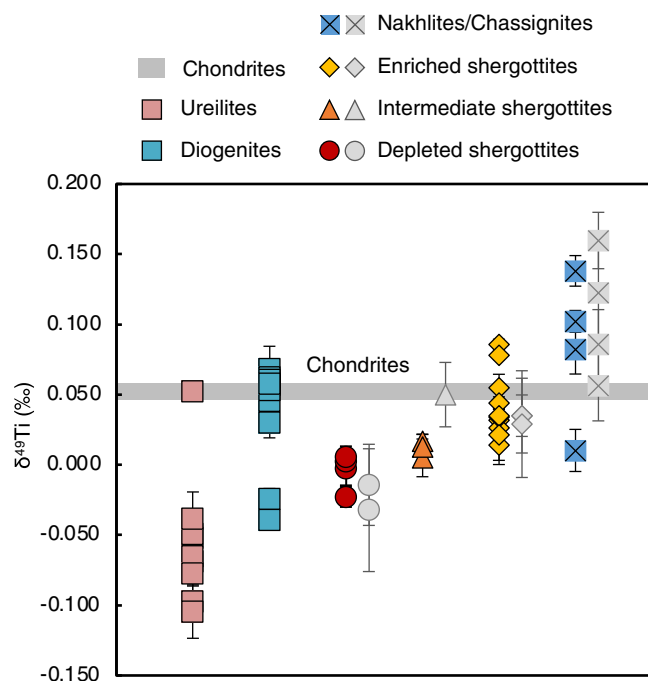 Nakhlites/Chassignites
Chondrites
Enriched shergottites
Ureilites
Intermediate shergottites
Diogenites
Depleted shergottites
0.200
0.150
0.100
0.050
0.000
-0.050
-0.100
-0.150
δ⁴⁹Ti (‰)
Chondrites